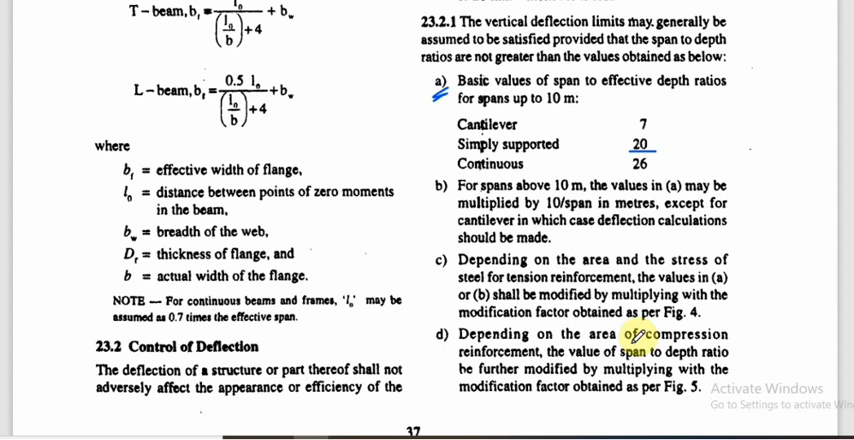 T – beam, b_f = l_0 / ((l_0 / b) + 4) + b_w
L – beam, b_f = 0.5 l_0 / ((l_0 / b) + 4) + b_w
where
b_f = effective width of flange,
l_0 = distance between points of zero moments
in the beam,
b_w = breadth of the web,
D_f = thickness of flange, and
b = actual width of the flange.
NOTE — For continuous beams and frames, 'l_0' may be
assumed as 0.7 times the effective span.
23.2 Control of Deflection
The deflection of a structure or part thereof shall not
adversely affect the appearance or efficiency of the
23.2.1 The vertical deflection limits may generally be
assumed to be satisfied provided that the span to depth
ratios are not greater than the values obtained as below:
a) Basic values of span to effective depth ratios
for spans up to 10 m:
Cantilever 7
Simply supported 20
Continuous 26
b) For spans above 10 m, the values in (a) may be
multiplied by 10/span in metres, except for
cantilever in which case deflection calculations
should be made.
c) Depending on the area and the stress of
steel for tension reinforcement, the values in (a)
or (b) shall be modified by multiplying with the
modification factor obtained as per Fig. 4.
d) Depending on the area of compression
reinforcement, the value of span to depth ratio
be further modified by multiplying with the
modification factor obtained as per Fig. 5.
Activate Windows
Go to Settings to activate Win
37